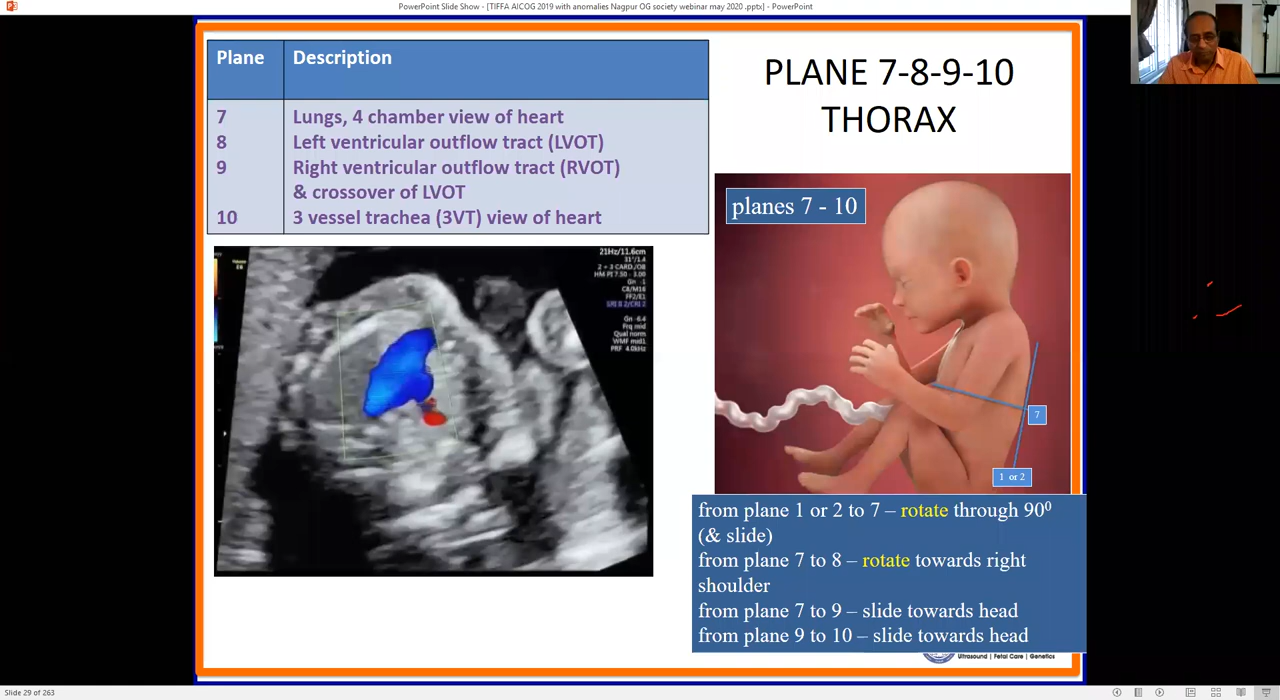 PowerPoint Slide Show - [TIFFA AICOG 2019 with anomalies Nagpur OG society webinar may 2020 .pptx] - PowerPoint
Plane Description
7 Lungs, 4 chamber view of heart
8 Left ventricular outflow tract (LVOT)
9 Right ventricular outflow tract (RVOT)
& crossover of LVOT
10 3 vessel trachea (3VT) view of heart
PLANE 7-8-9-10
THORAX
21Hz/11.6cm
planes 7 - 10
7
1 or 2
from plane 1 or 2 to 7 – rotate through 90⁰
(& slide)
from plane 7 to 8 – rotate towards right
shoulder
from plane 7 to 9 – slide towards head
from plane 9 to 10 – slide towards head
Ultrasound | Fetal Care | Genetics
Slide 29 of 263